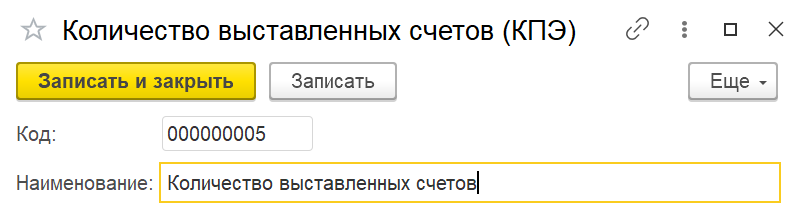 Количество выставленных счетов (КПЭ)
Записать и закрыть Записать Еще
Код: 000000005
Наименование: Количество выставленных счетов